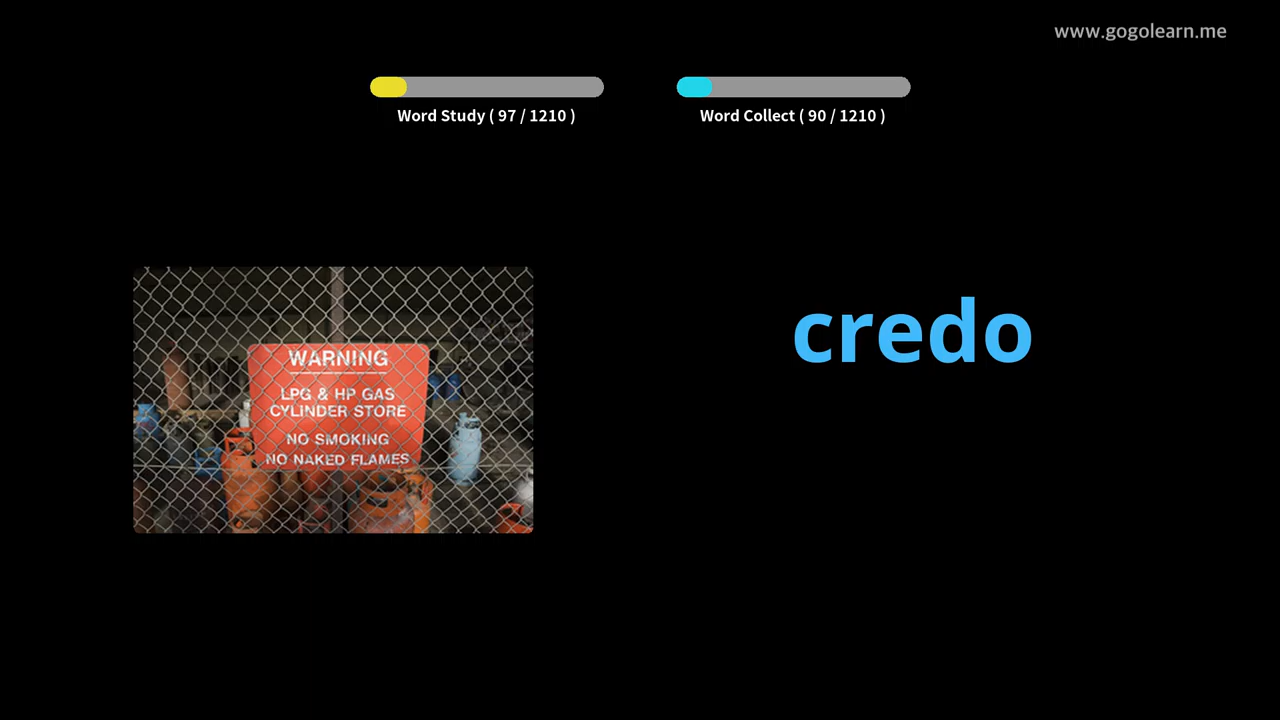 www.gogolearn.me
Word Study ( 97 / 1210 )
Word Collect ( 90 / 1210 )
WARNING
LPG & HP GAS
CYLINDER STORE
NO SMOKING
NO NAKED FLAMES
credo